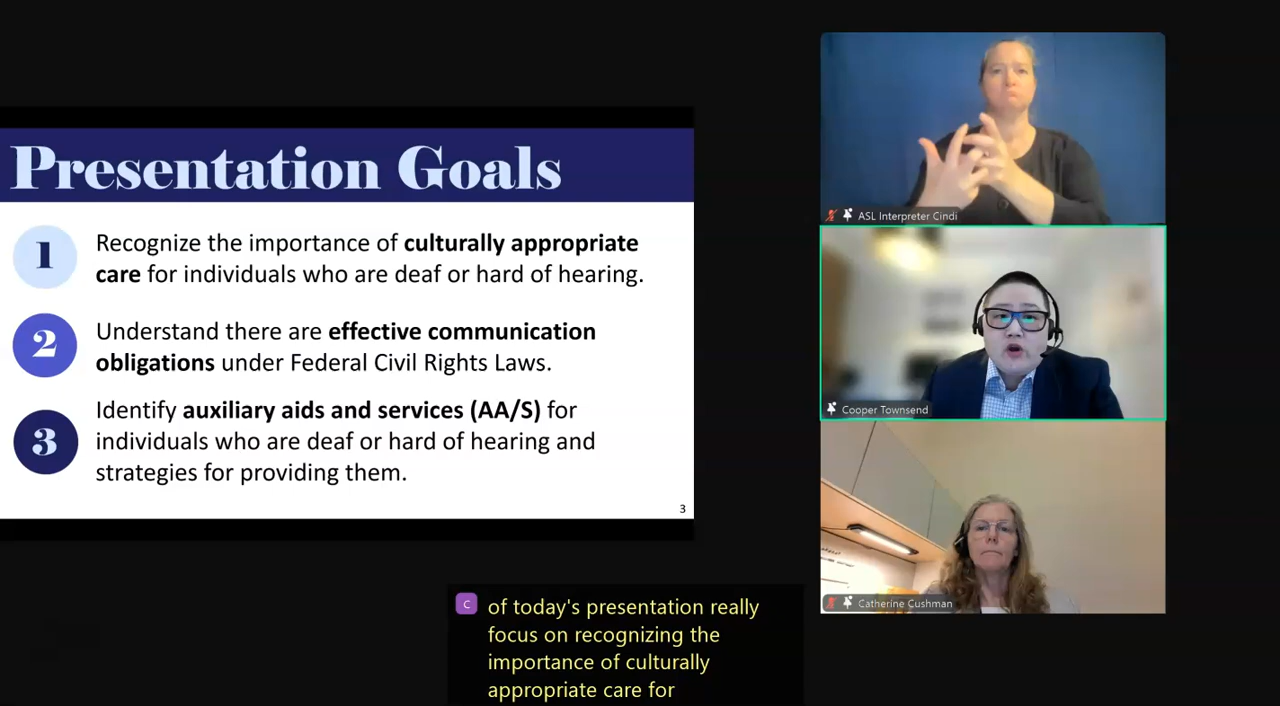 Presentation Goals
1
Recognize the importance of culturally appropriate
care for individuals who are deaf or hard of hearing.
2
Understand there are effective communication
obligations under Federal Civil Rights Laws.
3
Identify auxiliary aids and services (AA/S) for
individuals who are deaf or hard of hearing and
strategies for providing them.
3
ASL Interpreter Cindi
Cooper Townsend
Catherine Cushman
C
of today's presentation really
focus on recognizing the
importance of culturally
appropriate care for